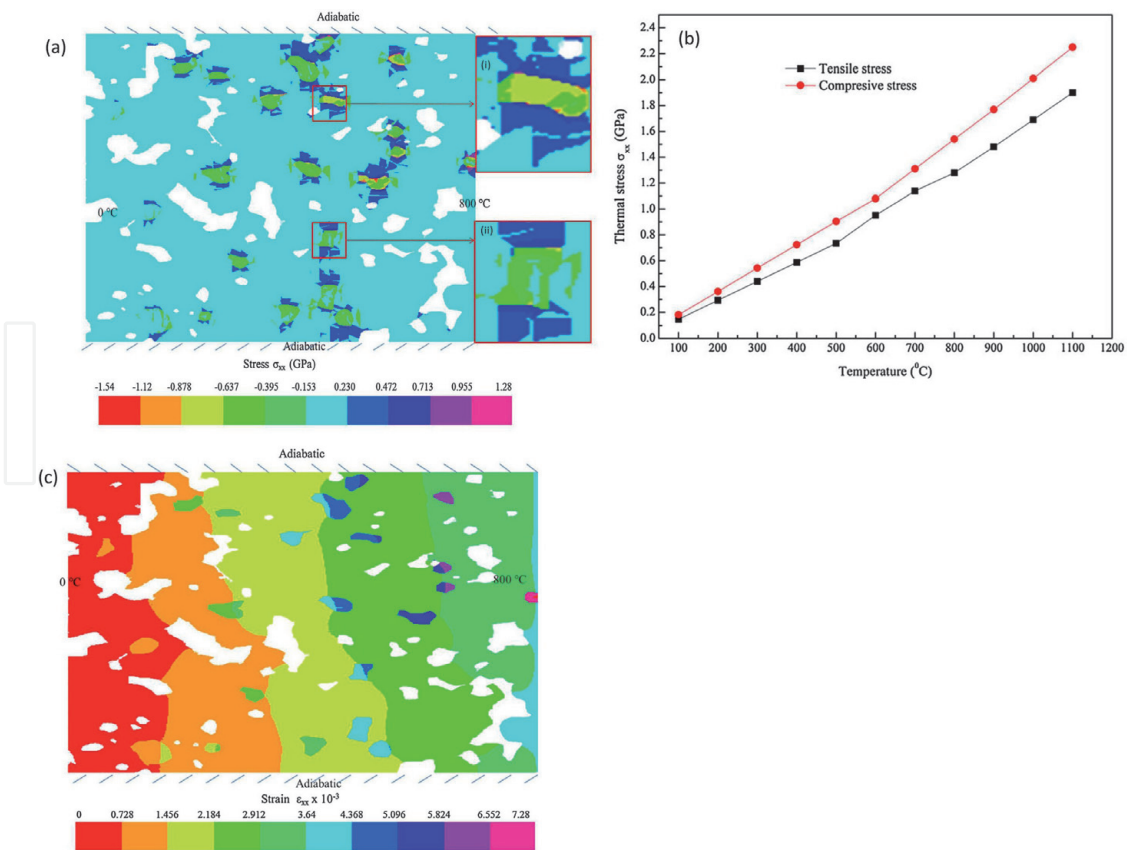 Adiabatic
(a)
(i)
0 °C
800 °C
(ii)
Adiabatic
Stress σxx (GPa)
-1.54 -1.12 -0.878 -0.637 -0.395 -0.153 0.230 0.472 0.713 0.955 1.28
(b)
Tensile stress
Compresive stress
Thermal stress σxx (GPa)
2.4
2.2
2.0
1.8
1.6
1.4
1.2
1.0
0.8
0.6
0.4
0.2
0.0
100 200 300 400 500 600 700 800 900 1000 1100 1200
Temperature (⁰C)
Adiabatic
(c)
0 °C
800 °C
Adiabatic
Strain εxx x 10⁻³
0 0.728 1.456 2.184 2.912 3.64 4.368 5.096 5.824 6.552 7.28